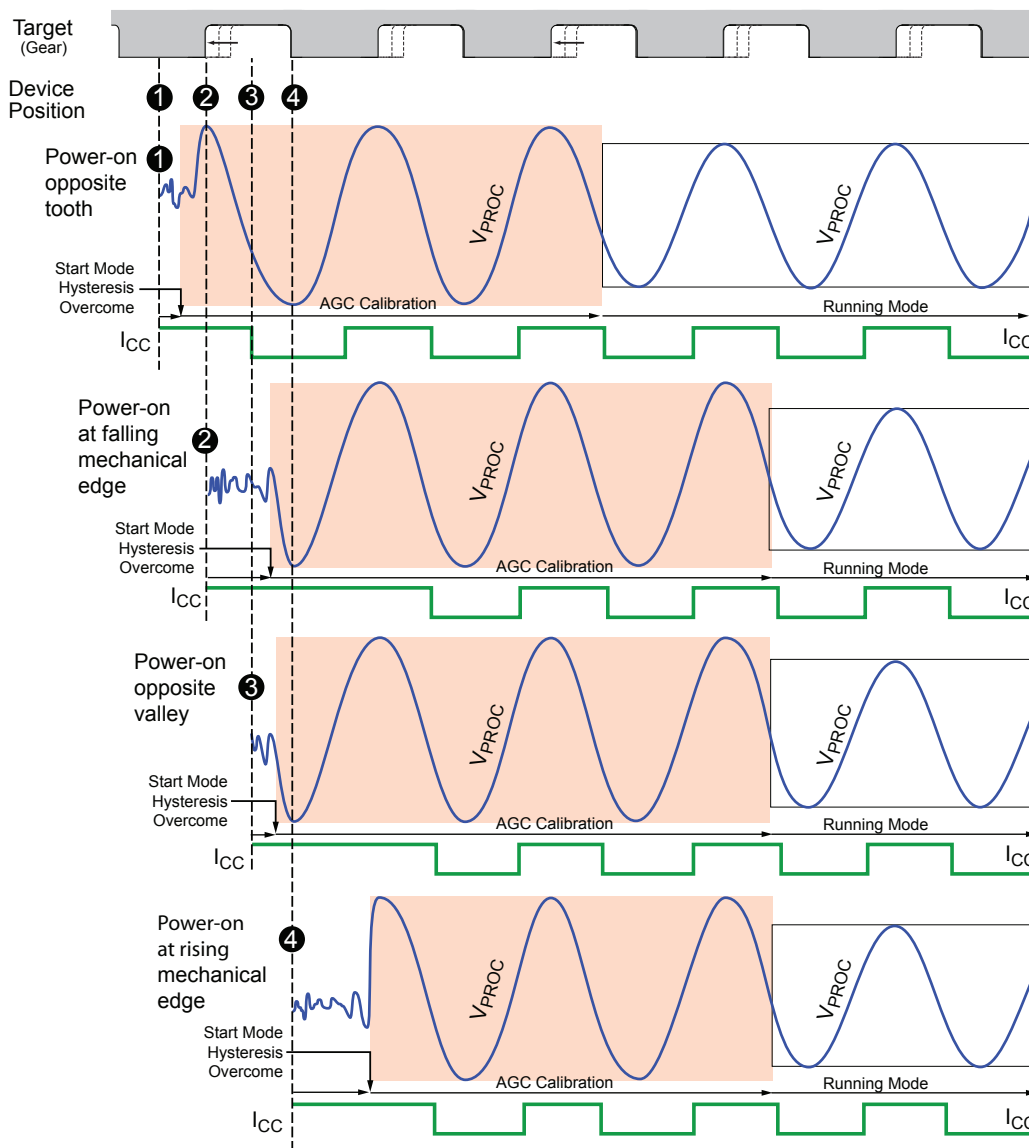 Target
(Gear)
Device
Position
1 2 3 4
1
Power-on
opposite
tooth
VPROC
VPROC
Start Mode
Hysteresis
Overcome
AGC Calibration
Running Mode
ICC
ICC
Power-on
at falling
mechanical
edge
2
VPROC
VPROC
Start Mode
Hysteresis
Overcome
AGC Calibration
Running Mode
ICC
ICC
Power-on
opposite
valley
3
VPROC
VPROC
Start Mode
Hysteresis
Overcome
AGC Calibration
Running Mode
ICC
ICC
Power-on
at rising
mechanical
edge
4
VPROC
VPROC
Start Mode
Hysteresis
Overcome
AGC Calibration
Running Mode
ICC
ICC